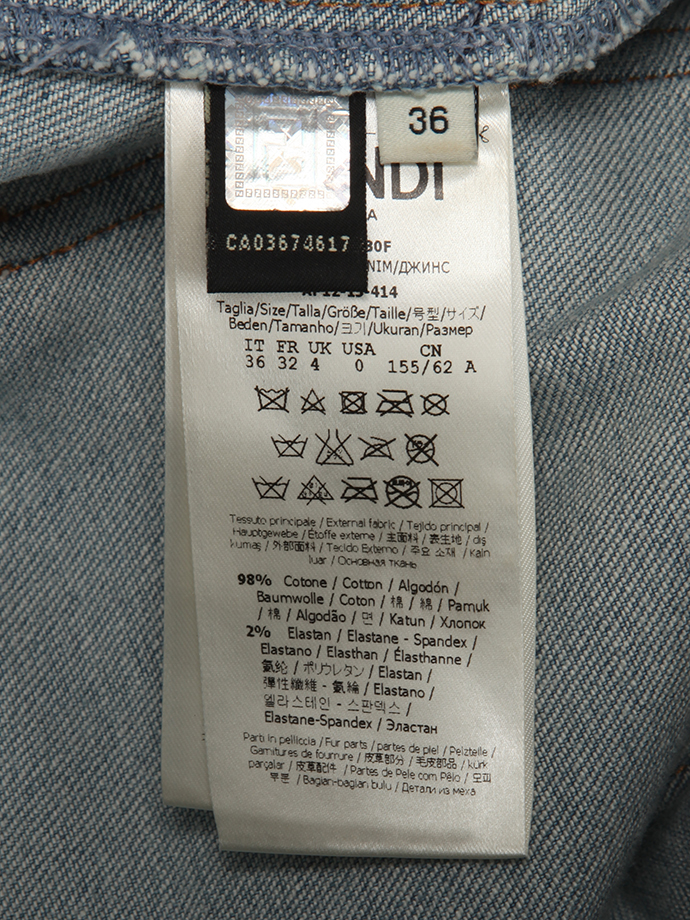 36
NDI
A
CA03674617
80F
NIM/ДЖИНС
-414
Taglia/Size/Talla/Größe/Taille/号型/サイズ/
Beden/Tamanho/크기/Ukuran/Размер
IT FR UK USA CN
36 32 4 0 155/62 A
Tessuto principale / External fabric / Tejido principal /
Hauptgewebe / Étoffe externe / 主面料 / 表生地 / dış
kumaş / 外部面料 / Tecido Externo / 주요 소재 / Kain
luar / Основная ткань
98% Cotone / Cotton / Algodón /
Baumwolle / Coton / 棉 / 綿 / Pamuk
/ 棉 / Algodão / 면 / Katun / Хлопок
2% Elastan / Elastane - Spandex /
Elastano / Elasthan / Élasthanne /
氨纶 / ポリウレタン / Elastan /
彈性纖維 - 氨綸 / Elastano /
엘라스테인 - 스판덱스 /
Elastane-Spandex / Эластан
Parti in pelliccia / Fur parts / partes de piel / Pelzteile /
Garnitures de fourrure / 皮草部分 / 毛皮部品 / kürk
parçalar / 皮草配件 / Partes de Pele com Pêlo / 모피
부분 / Bagian-bagian bulu / Детали из меха